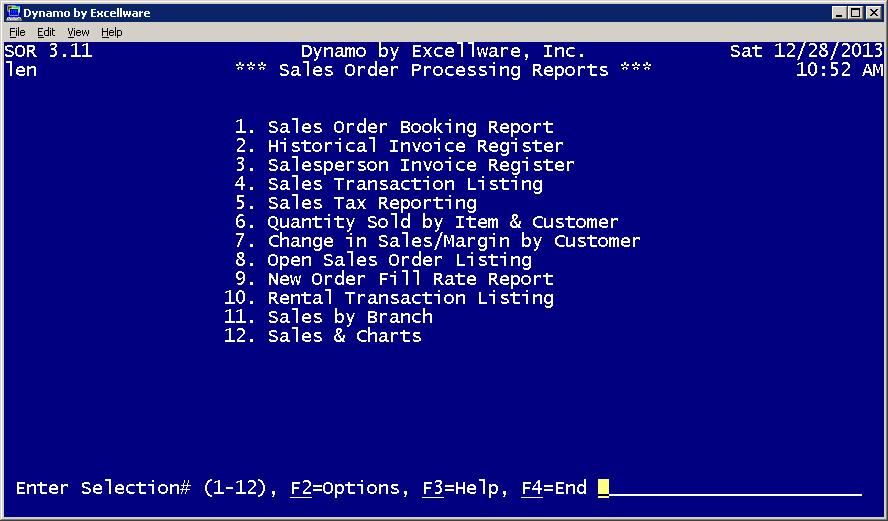 Dynamo by Excellware
File Edit View Help
SOR 3.11 Dynamo by Excellware, Inc. Sat 12/28/2013
len *** Sales Order Processing Reports *** 10:52 AM
1. Sales Order Booking Report
2. Historical Invoice Register
3. Salesperson Invoice Register
4. Sales Transaction Listing
5. Sales Tax Reporting
6. Quantity Sold by Item & Customer
7. Change in Sales/Margin by Customer
8. Open Sales Order Listing
9. New Order Fill Rate Report
10. Rental Transaction Listing
11. Sales by Branch
12. Sales & Charts
Enter Selection# (1-12), F2=Options, F3=Help, F4=End